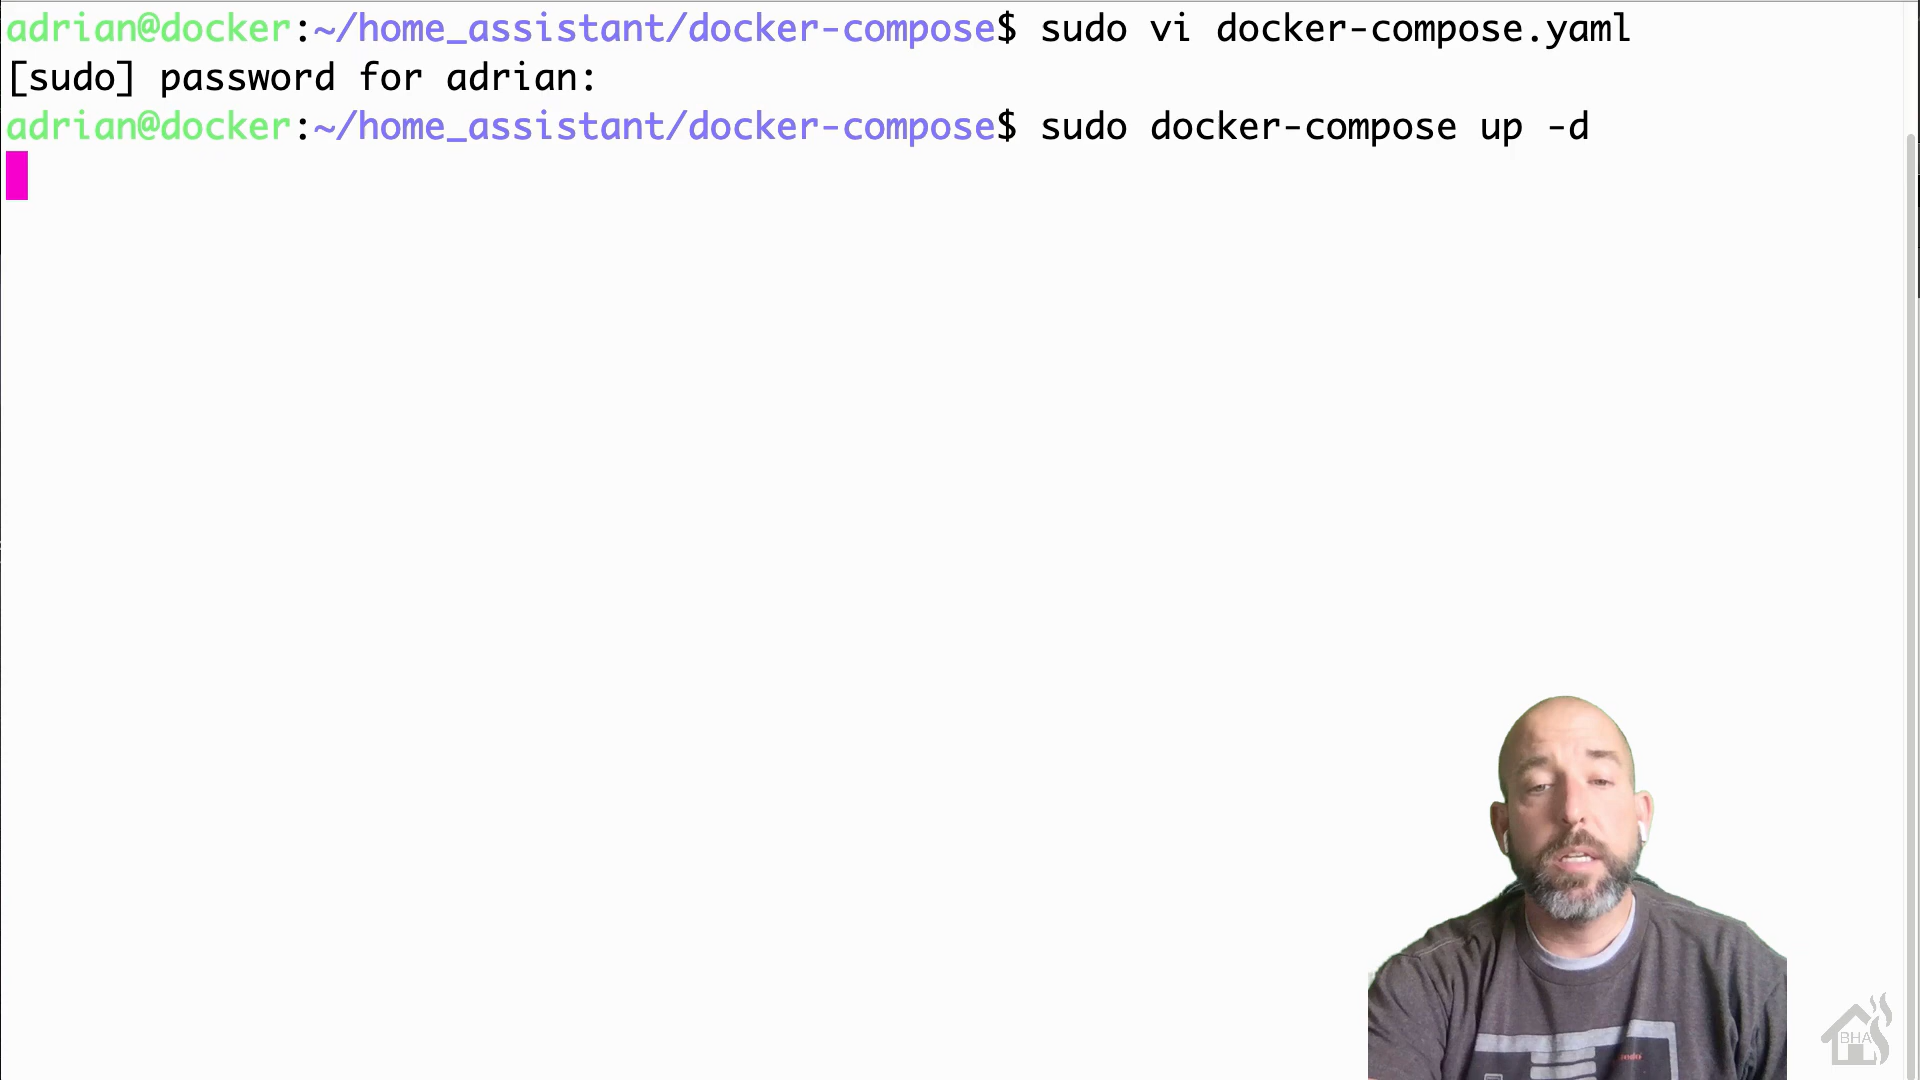 adrian@docker:~/home_assistant/docker-compose$ sudo vi docker-compose.yaml
[sudo] password for adrian:
adrian@docker:~/home_assistant/docker-compose$ sudo docker-compose up -d
BHA